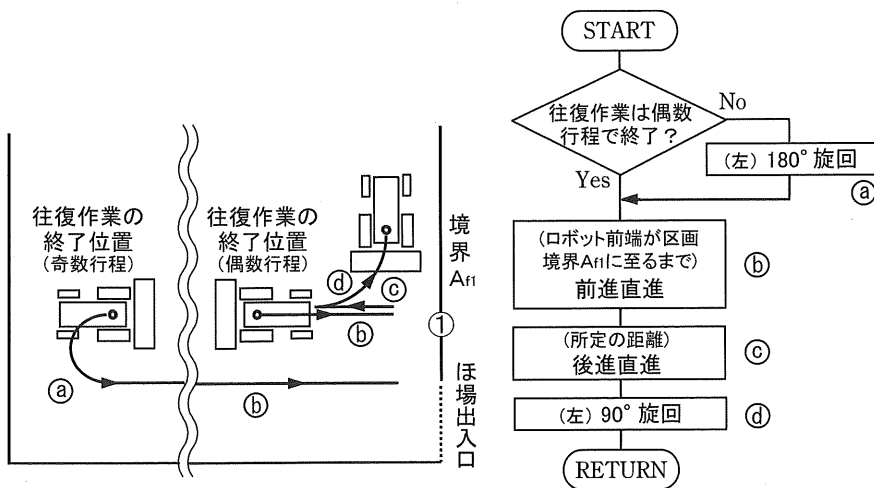 往復作業の
終了位置
(奇数行程)
往復作業の
終了位置
(偶数行程)
境界Af1
①
ほ場出入口
ⓐ
ⓑ
ⓑ
ⓒ
ⓓ
START
往復作業は偶数
行程で終了？
No
Yes
(左) 180°旋回
ⓐ
(ロボット前端が区画
境界Af1に至るまで)
前進直進
ⓑ
(所定の距離)
後進直進
ⓒ
(左) 90°旋回
ⓓ
RETURN